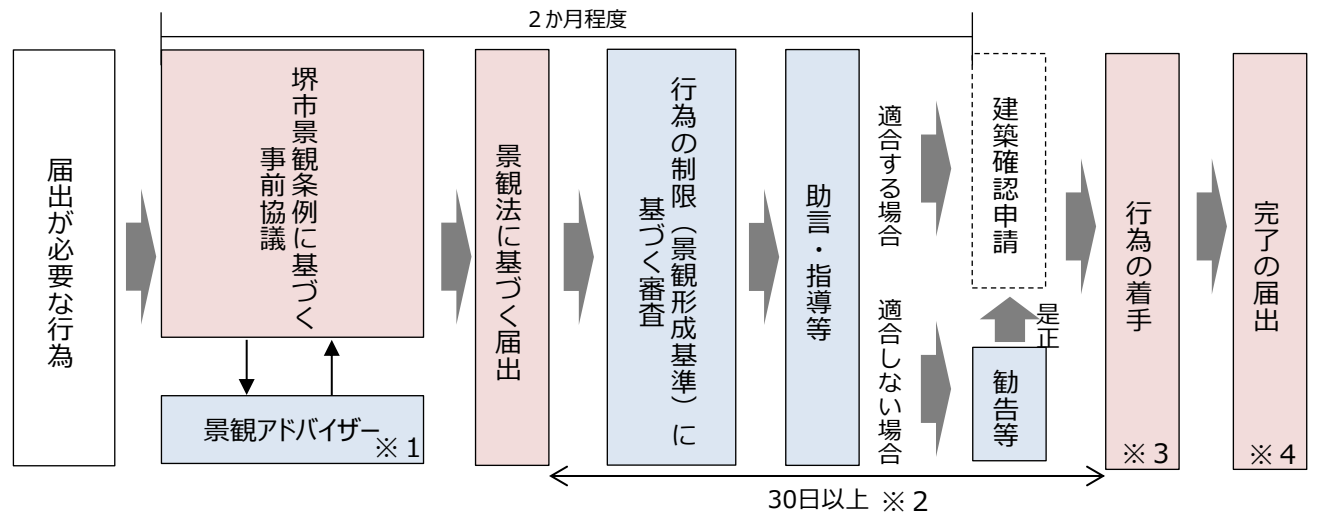 ２か月程度
届出が必要な行為
堺市景観条例に基づく
事前協議
景観アドバイザー
※１
景観法に基づく届出
行為の制限（景観形成基準）に
基づく審査
助言・指導等
適合する場合
適合しない場合
建築確認申請
是正
勧告等
行為の着手
※３
完了の届出
※４
30日以上 ※２